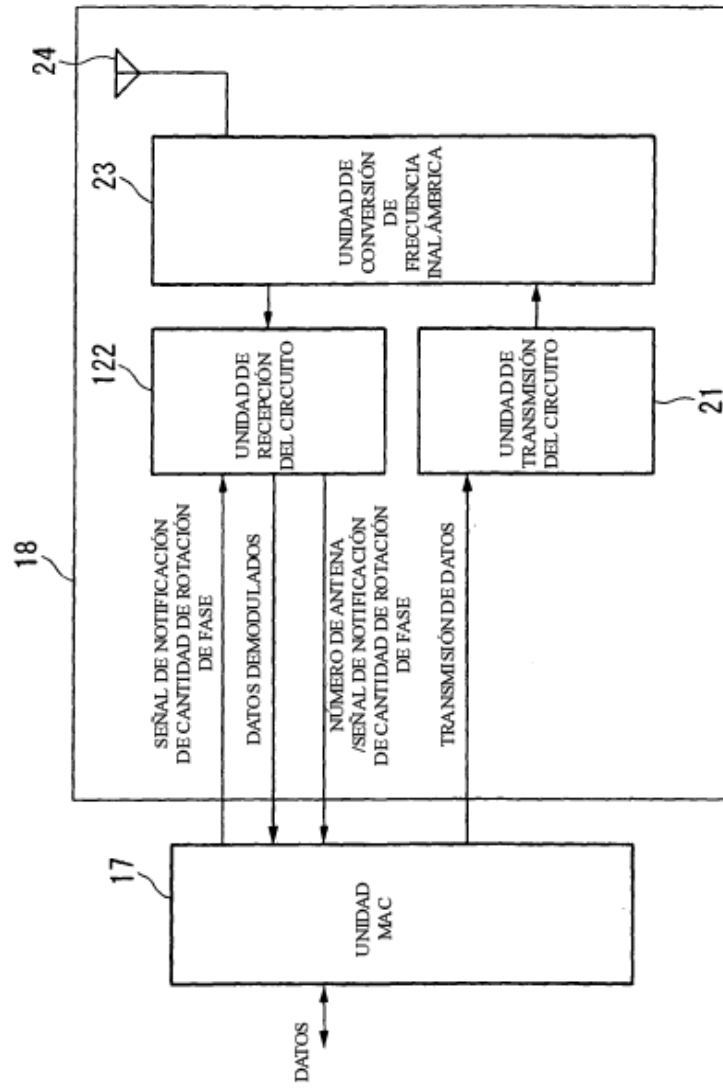 DATOS
17
UNIDAD
MAC
18
SEÑAL DE NOTIFICACIÓN
DE CANTIDAD DE ROTACIÓN
DE FASE
DATOS DEMODULADOS
NÚMERO DE ANTENA
/SEÑAL DE NOTIFICACIÓN
DE CANTIDAD DE ROTACIÓN
DE FASE
TRANSMISIÓN DE DATOS
122
UNIDAD DE
RECEPCIÓN
DEL CIRCUITO
UNIDAD DE
TRANSMISIÓN
DEL CIRCUITO
21
23
UNIDAD DE
CONVERSIÓN
DE
FRECUENCIA
INALÁMBRICA
24